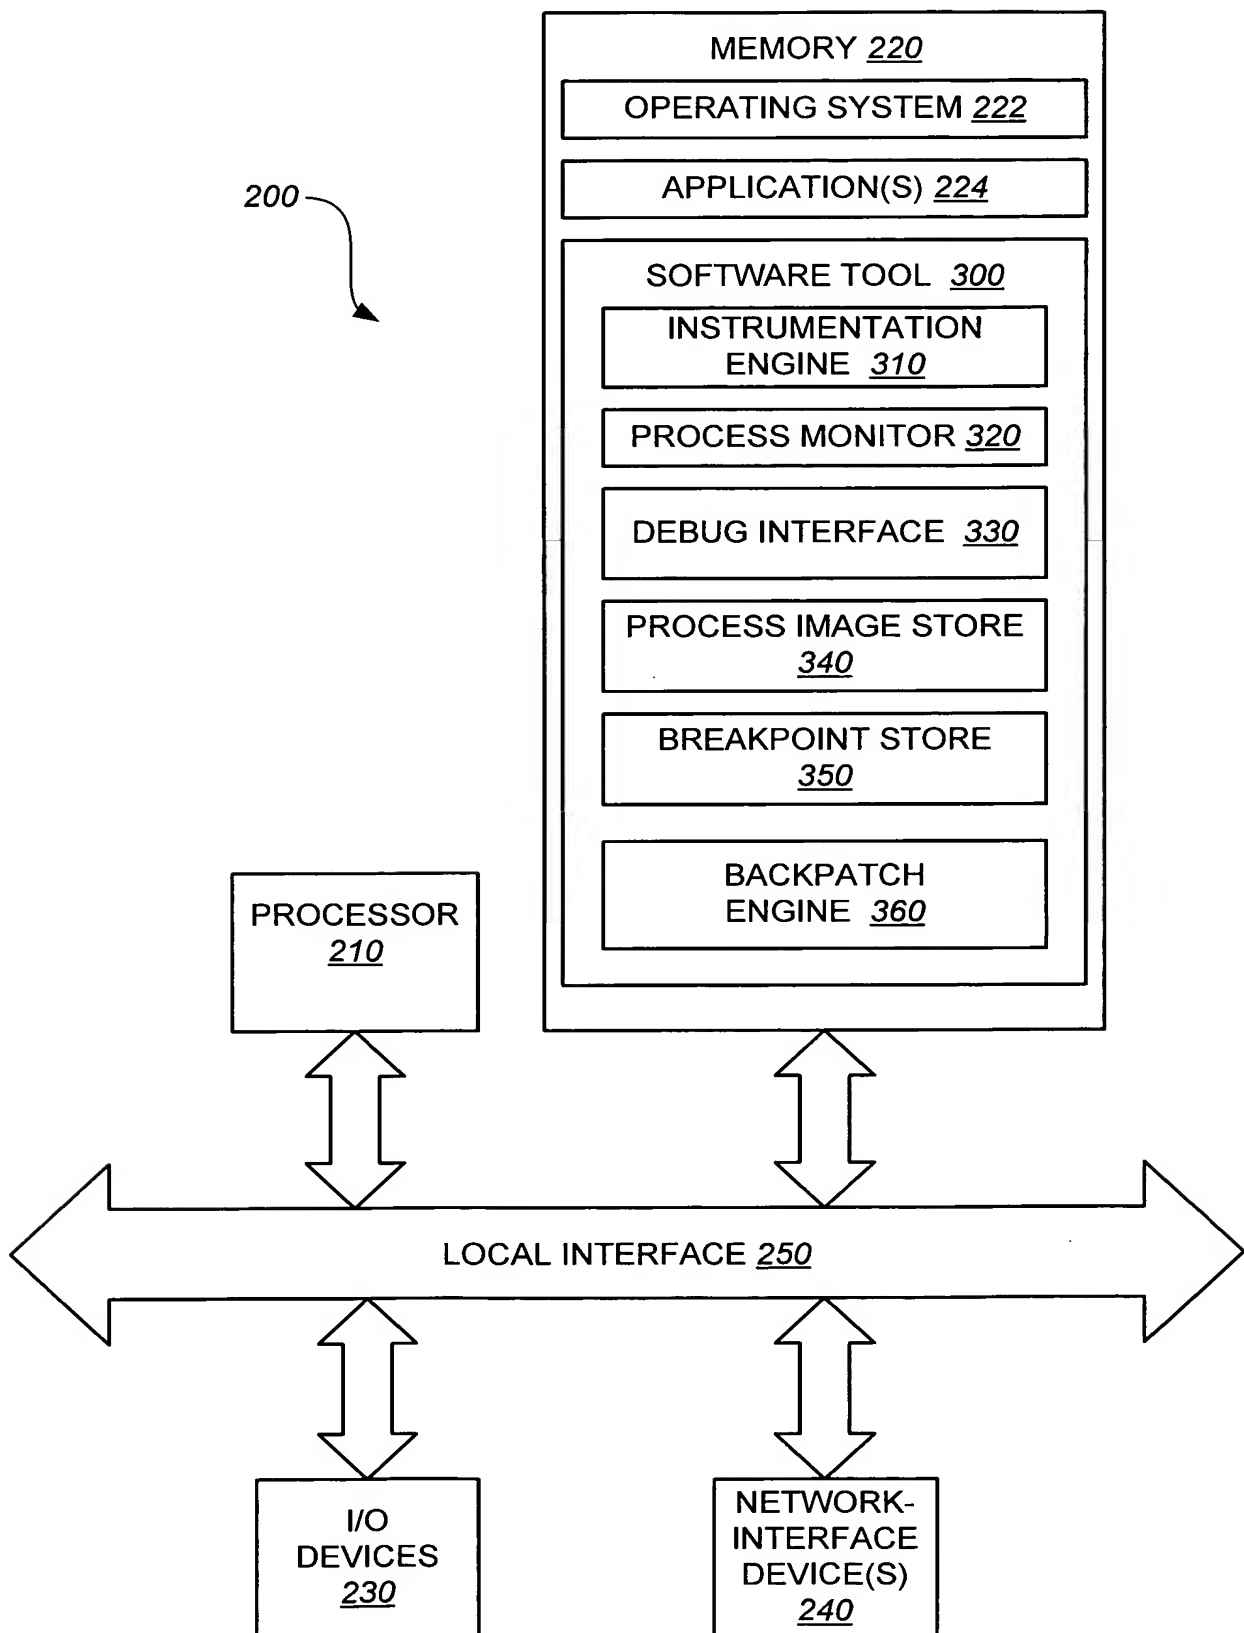 MEMORY 220
OPERATING SYSTEM 222
APPLICATION(S) 224
200
SOFTWARE TOOL 300
INSTRUMENTATION
ENGINE 310
PROCESS MONITOR 320
DEBUG INTERFACE 330
PROCESS IMAGE STORE
340
BREAKPOINT STORE
350
BACKPATCH
ENGINE 360
PROCESSOR
210
LOCAL INTERFACE 250
I/O
DEVICES
230
NETWORK-
INTERFACE
DEVICE(S)
240